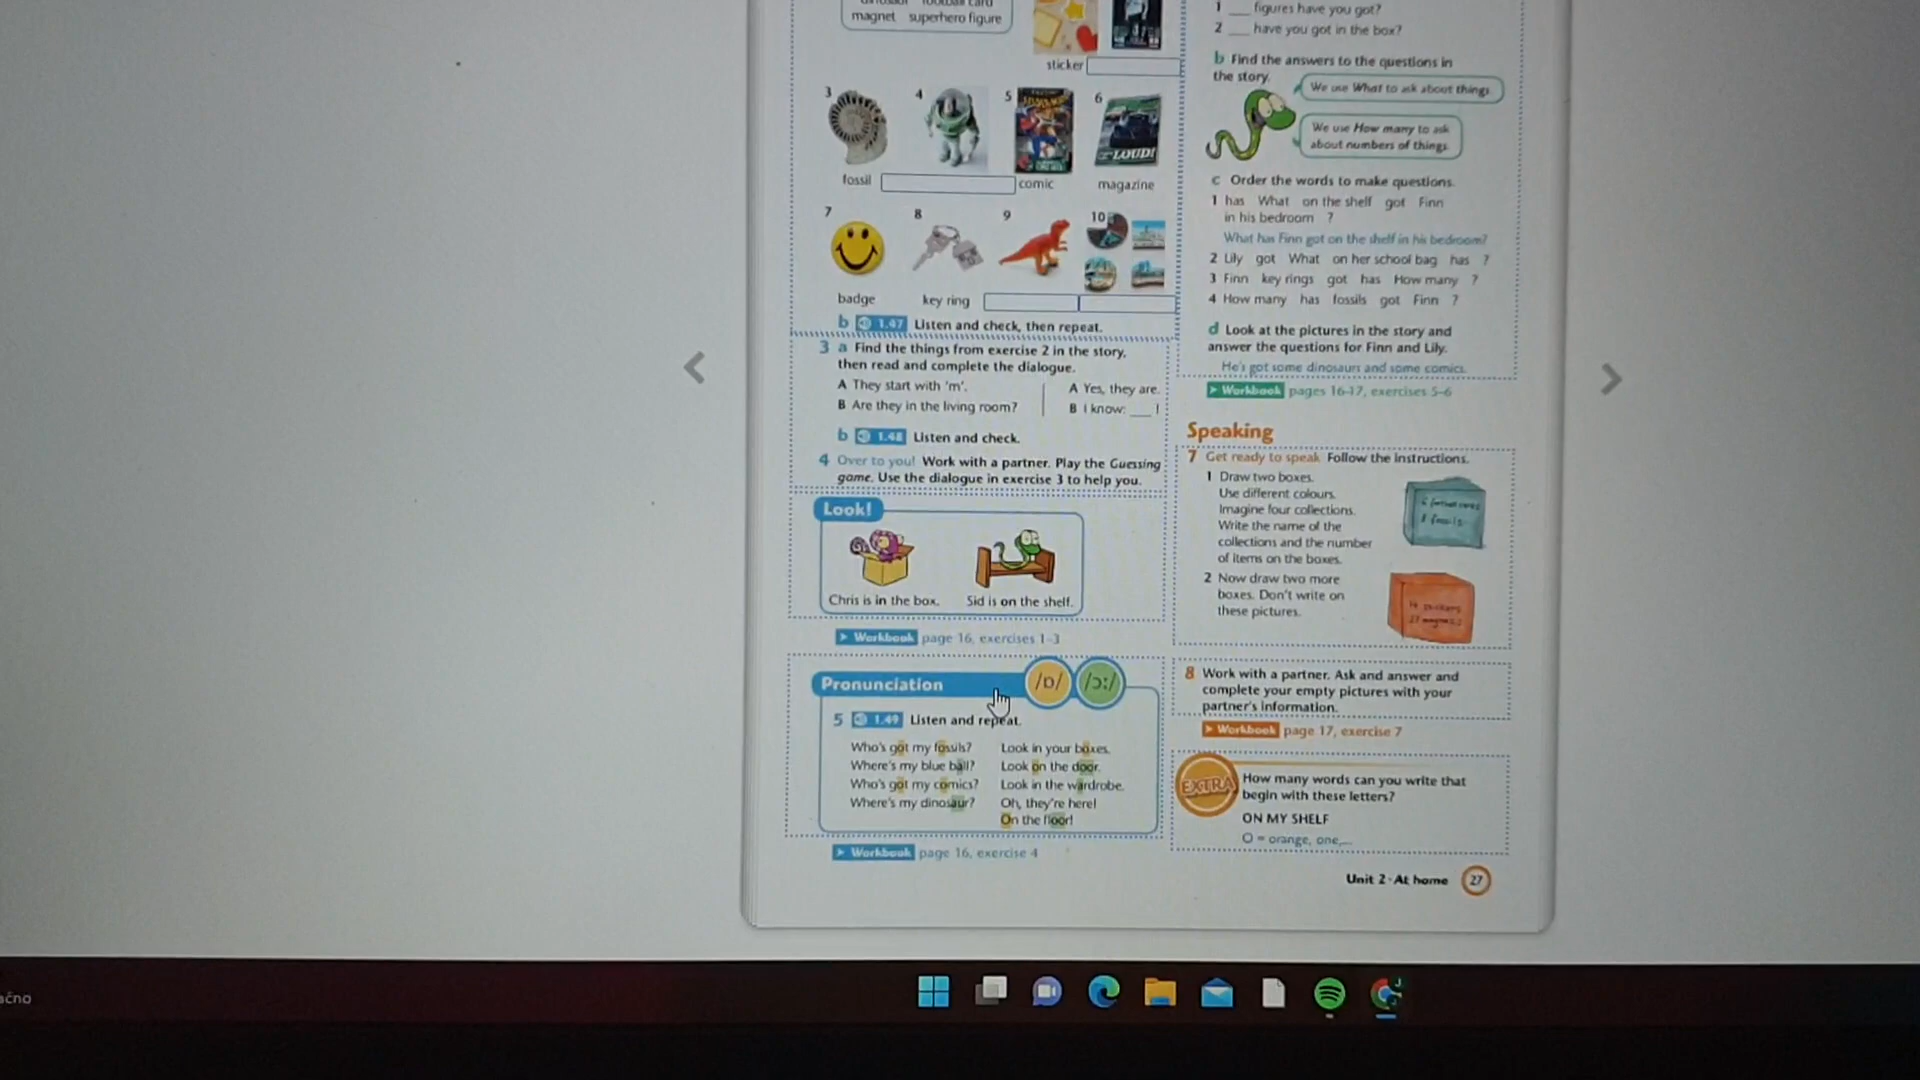 magnet superhero figure
sticker
3
4
5
6
LOUD!
fossil
comic
magazine
7
8
9
10
badge
key ring
b 1.47 Listen and check, then repeat.
3 a Find the things from exercise 2 in the story,
then read and complete the dialogue.
A They start with 'm'.
B Are they in the living room?
A Yes, they are.
B I know: ___ !
b 1.48 Listen and check.
4 Over to you! Work with a partner. Play the Guessing
game. Use the dialogue in exercise 3 to help you.
Look!
Chris is in the box.
Sid is on the shelf.
Workbook page 16, exercises 1–3
Pronunciation /ɒ/ /ɔː/
5 1.49 Listen and repeat.
Who's got my fossils?
Where's my blue ball?
Who's got my comics?
Where's my dinosaur?
Look in your boxes.
Look on the door.
Look in the wardrobe.
Oh, they're here!
On the floor!
Workbook page 16, exercise 4
1 ___ figures have you got?
2 ___ have you got in the box?
b Find the answers to the questions in
the story.
We use What to ask about things.
We use How many to ask
about numbers of things.
c Order the words to make questions.
1 has What on the shelf got Finn
in his bedroom ?
What has Finn got on the shelf in his bedroom?
2 Lily got What on her school bag has ?
3 Finn key rings got has How many ?
4 How many has fossils got Finn ?
d Look at the pictures in the story and
answer the questions for Finn and Lily.
He's got some dinosaurs and some comics.
Workbook pages 16–17, exercises 5–6
Speaking
7 Get ready to speak Follow the instructions.
1 Draw two boxes.
Use different colours.
Imagine four collections.
Write the name of the
collections and the number
of items on the boxes.
2 Now draw two more
boxes. Don't write on
these pictures.
8 Work with a partner. Ask and answer and
complete your empty pictures with your
partner's information.
Workbook page 17, exercise 7
EXTRA
How many words can you write that
begin with these letters?
ON MY SHELF
O = orange, one,...
Unit 2 · At home 27